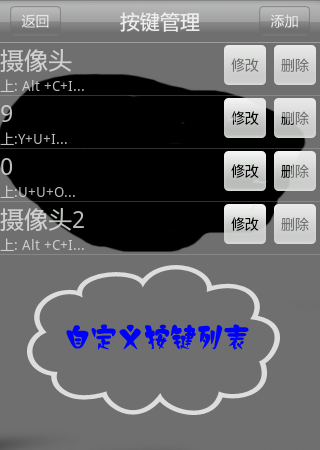 返回 按键管理 添加
摄像头 修改 删除
上: Alt +C+I...
9 修改 删除
上:Y+U+I...
0 修改 删除
上:U+U+O...
摄像头2 修改 删除
上: Alt +C+I...
自定义按键列表